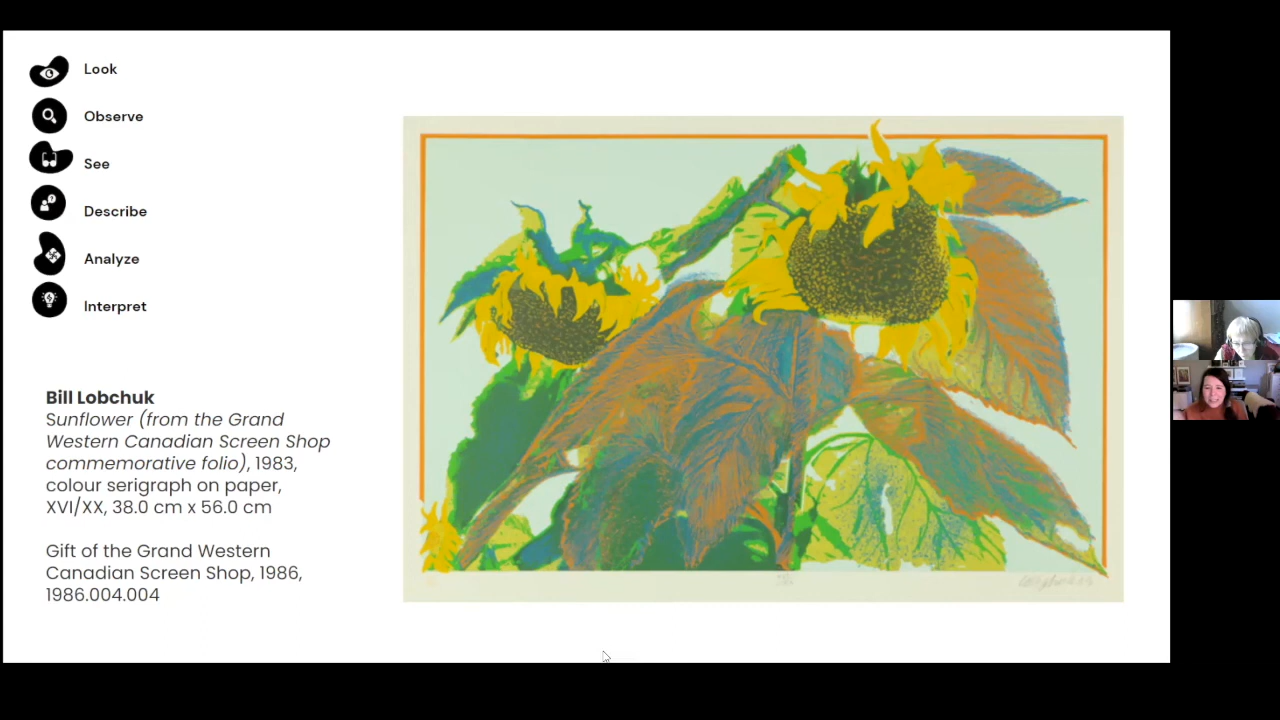 Look
Observe
See
Describe
Analyze
Interpret
Bill Lobchuk
Sunflower (from the Grand
Western Canadian Screen Shop
commemorative folio), 1983,
colour serigraph on paper,
XVI/XX, 38.0 cm x 56.0 cm
Gift of the Grand Western
Canadian Screen Shop, 1986,
1986.004.004